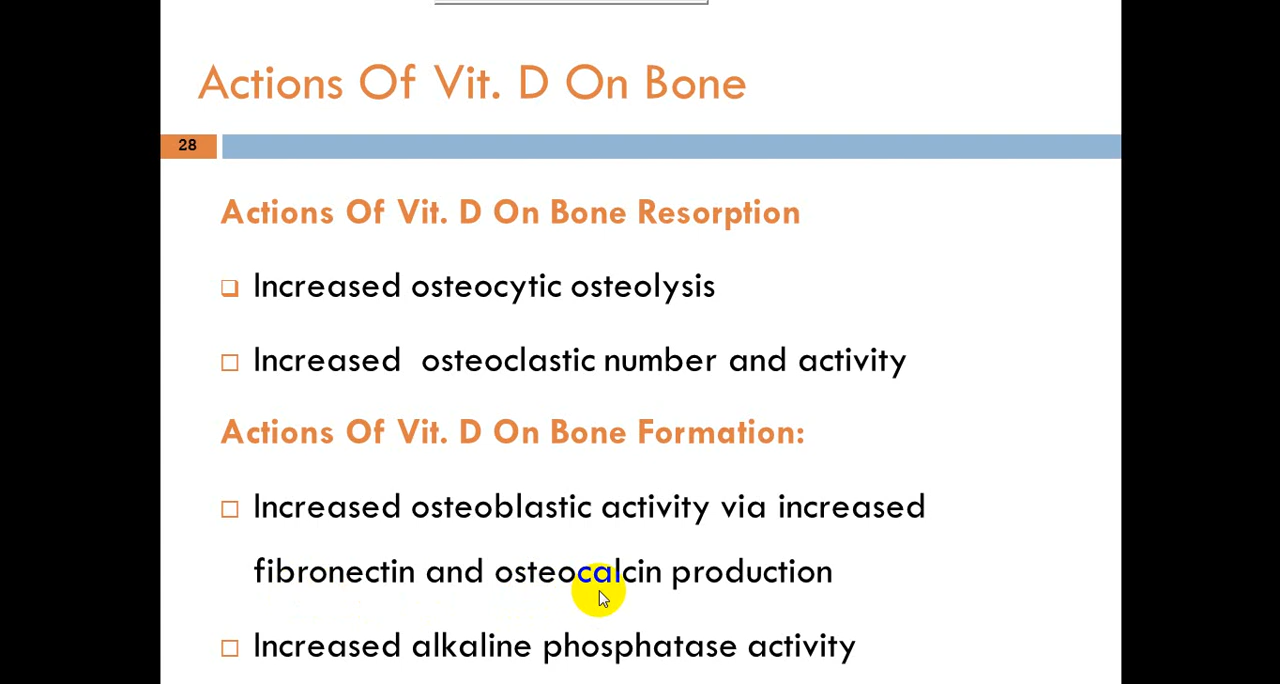 Actions Of Vit. D On Bone
28
Actions Of Vit. D On Bone Resorption
Increased osteocytic osteolysis
Increased osteoclastic number and activity
Actions Of Vit. D On Bone Formation:
Increased osteoblastic activity via increased
fibronectin and osteocalcin production
Increased alkaline phosphatase activity